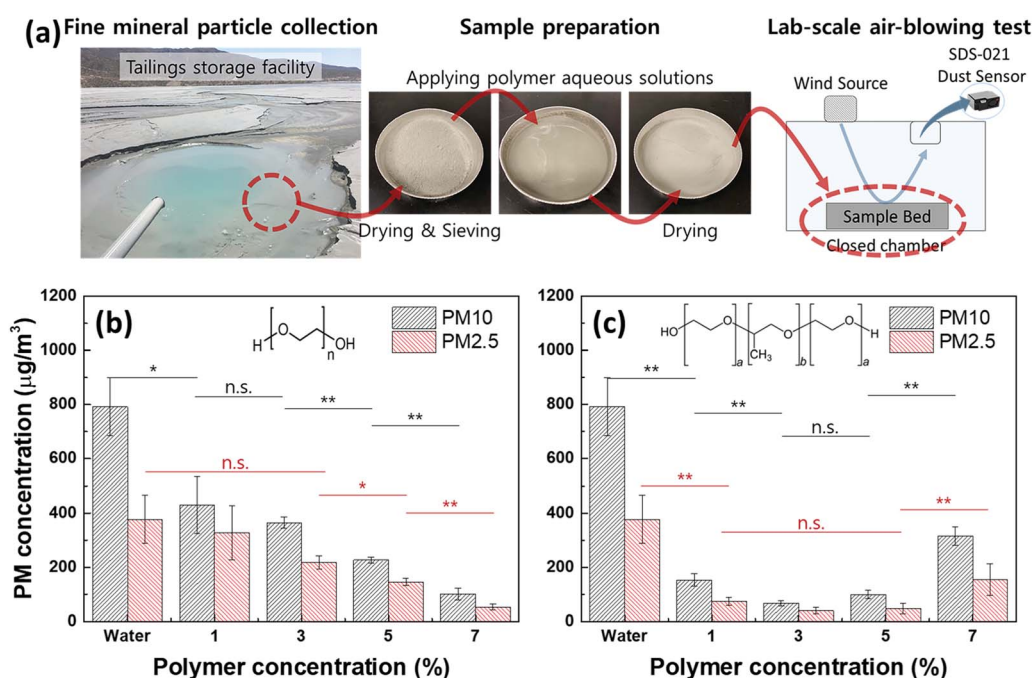 (a) Fine mineral particle collection Sample preparation Lab-scale air-blowing test
Tailings storage facility
Applying polymer aqueous solutions
SDS-021
Dust Sensor
Wind Source
Drying & Sieving
Drying
Sample Bed
Closed chamber
PM concentration (μg/m³)
1200
1000
800
600
400
200
0
(b)
H
O
n
OH
PM10
PM2.5
*
n.s.
**
**
n.s.
*
**
Water 1 3 5 7
Polymer concentration (%)
1200
1000
800
600
400
200
0
(c)
HO
O
a
CH3
O
b
O
H
a
PM10
PM2.5
**
**
n.s.
**
**
n.s.
**
Water 1 3 5 7
Polymer concentration (%)